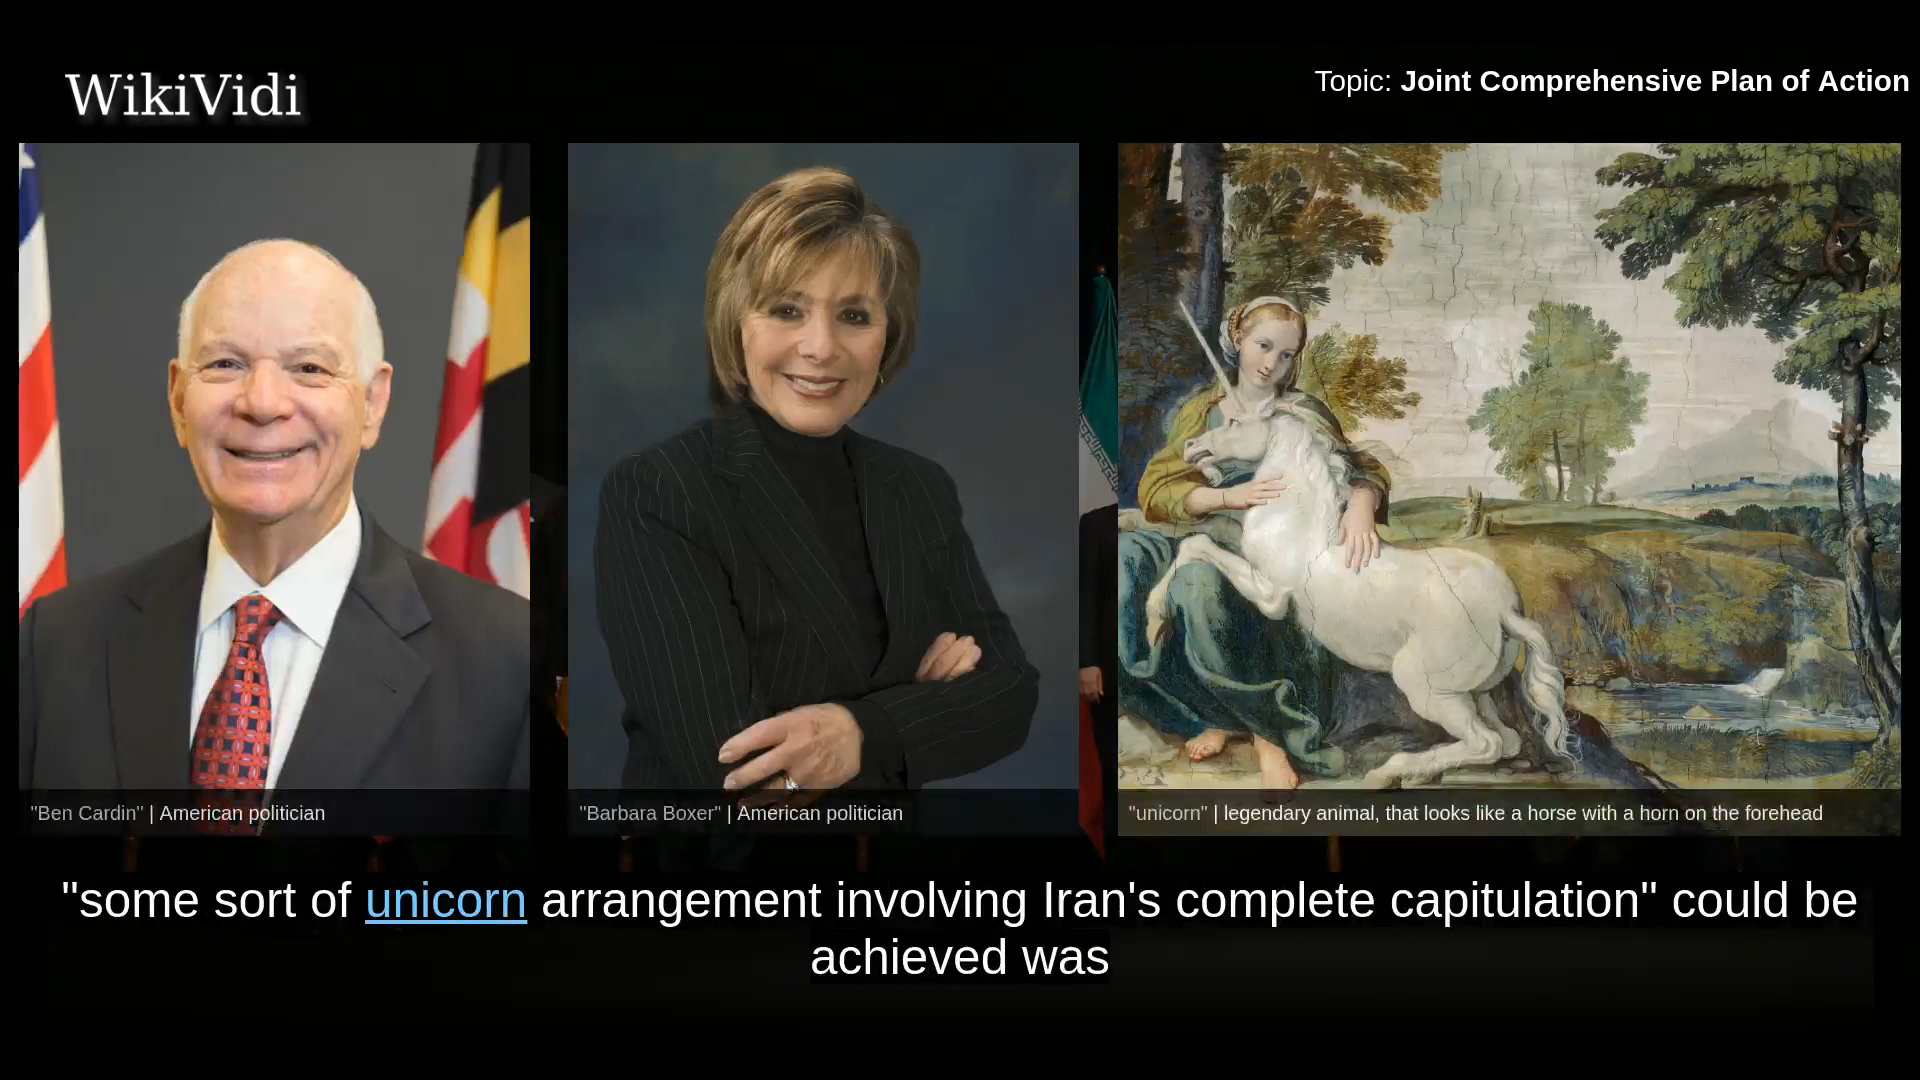 WikiVidi
Topic: Joint Comprehensive Plan of Action
"Ben Cardin" | American politician
"Barbara Boxer" | American politician
"unicorn" | legendary animal, that looks like a horse with a horn on the forehead
"some sort of unicorn arrangement involving Iran's complete capitulation" could be
achieved was